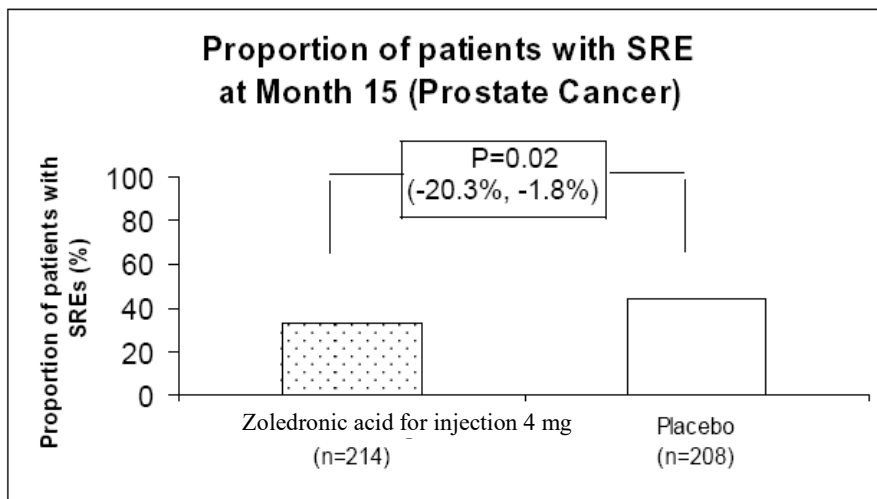 Proportion of patients with SRE
at Month 15 (Prostate Cancer)
P=0.02
(-20.3%, -1.8%)
Proportion of patients with
SREs (%)
100
80
60
40
20
0
Zoledronic acid for injection 4 mg
(n=214)
Placebo
(n=208)